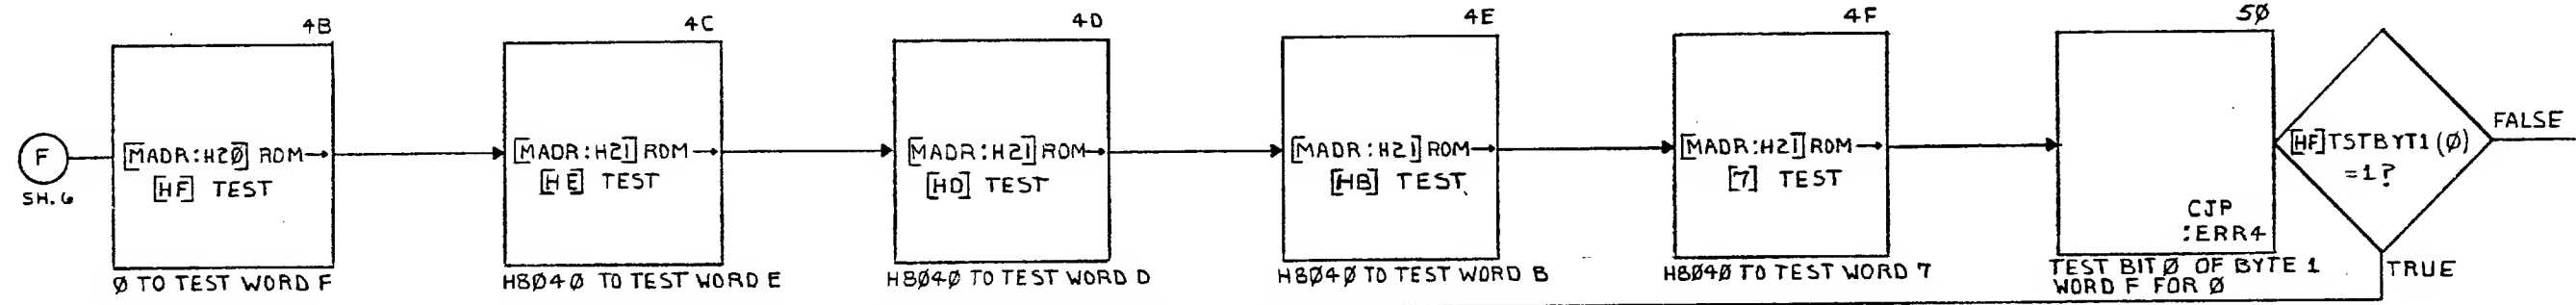 4B
4C
4D
4E
4F
5Ø
F
SH. 6
[MADR:H2Ø] ROM→
[HF] TEST
Ø TO TEST WORD F
[MADR:H21] ROM→
[HE] TEST
H8Ø4Ø TO TEST WORD E
[MADR:H21] ROM→
[HD] TEST
H8Ø4Ø TO TEST WORD D
[MADR:H21] ROM→
[HB] TEST
H8Ø4Ø TO TEST WORD B
[MADR:H21] ROM→
[7] TEST
H8Ø4Ø TO TEST WORD 7
CJP
:ERR4
TEST BIT Ø OF BYTE 1
WORD F FOR Ø
[HF] TSTBYT1 (Ø)
=1?
FALSE
TRUE